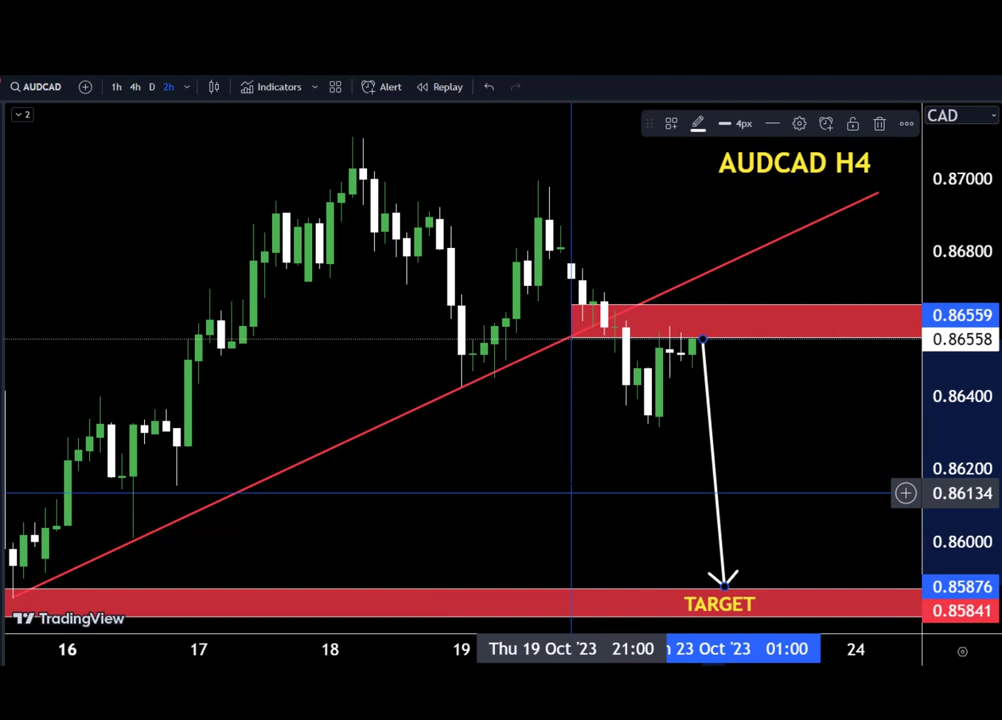 AUDCAD
1h 4h D 2h
Indicators
Alert
Replay
2
4px
CAD
AUDCAD H4
0.87000
0.86800
0.86559
0.86558
0.86400
0.86200
0.86134
0.86000
0.85876
0.85841
TARGET
TradingView
16
17
18
19
Thu 19 Oct '23 21:00
23 Oct '23 01:00
24